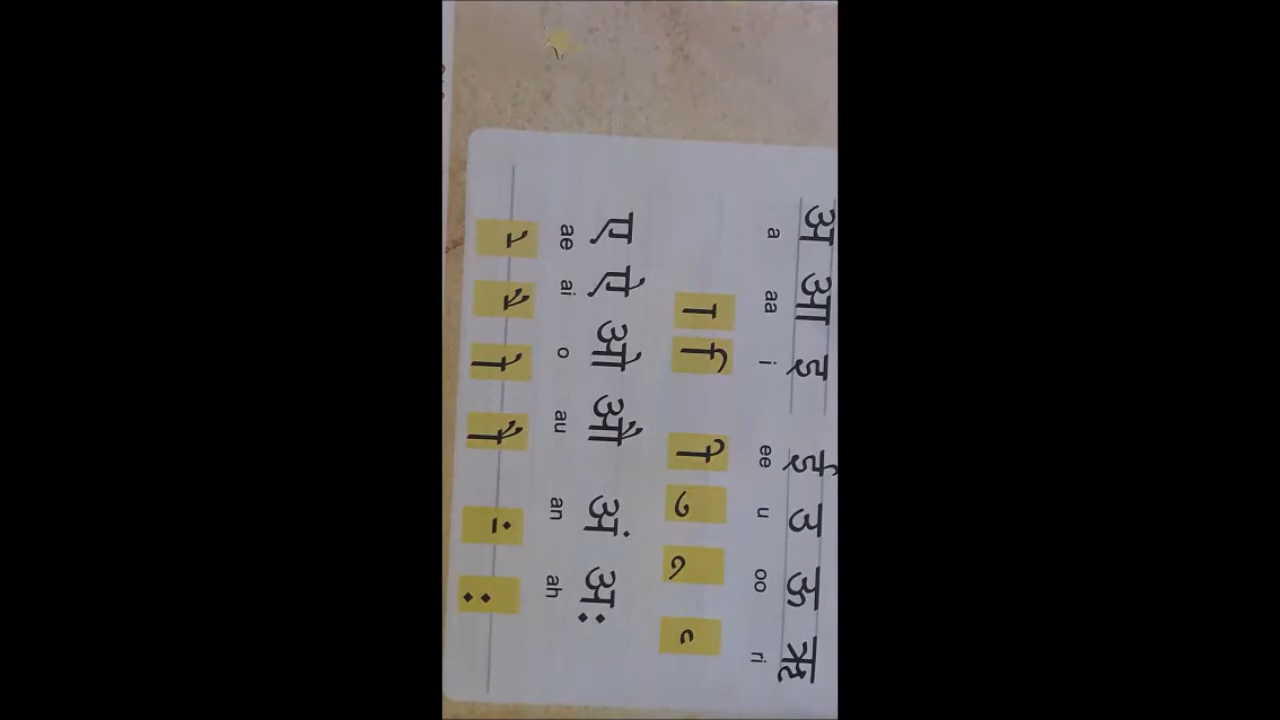 अ आ इ ई उ ऊ ऋ
a aa i ee u oo ri
ा ि ी ु ू ृ
ए ऐ ओ औ अं अः
ae ai o au an ah
े ै ो ौ ं ः